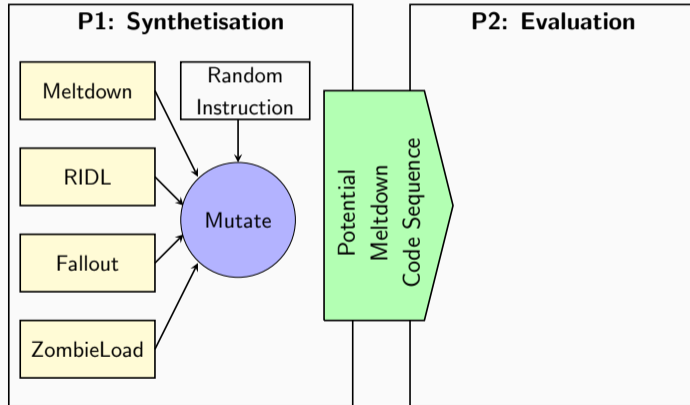 P1: Synthetisation
P2: Evaluation
Meltdown
Random
Instruction
RIDL
Mutate
Fallout
ZombieLoad
Potential
Meltdown
Code Sequence